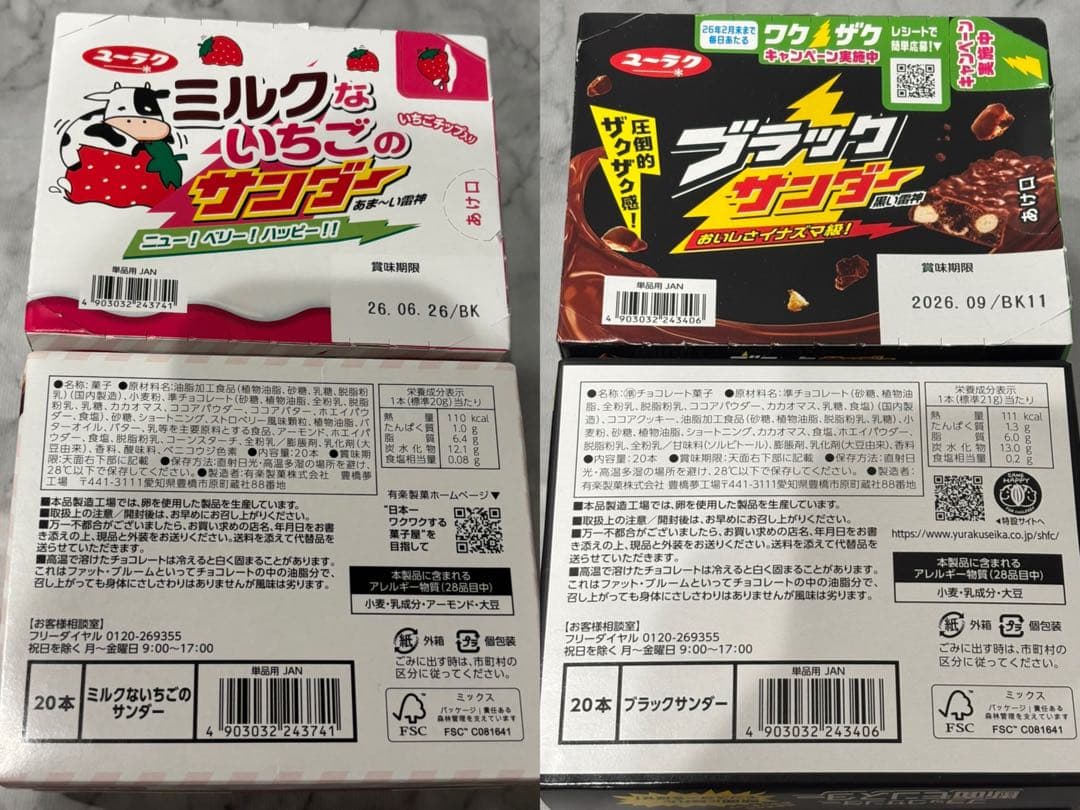 ユーラク
ミルクな
いちごの
サンダー
あま〜い雷神
いちごチップ入り
あけ口
ニュー!ベリー!ハッピー!!
単品用 JAN
4 903032 243741
賞味期限
26.06.26/BK
●名称:菓子 ●原材料名:油脂加工食品(植物油脂、砂糖、乳糖、脱脂粉
乳)(国内製造)、小麦粉、準チョコレート(砂糖、植物油脂、全粉乳、脱脂粉
乳、乳糖、カカオマス、ココアパウダー、ココアバター、ホエイパウ
ダー、食塩)、砂糖、ショートニング、ストロベリー風味顆粒、植物油脂、バ
ターオイル、バター、乳等を主要原料とする食品、アーモンド、ホエイパ
ウダー、食塩、脱脂粉乳、コーンスターチ、全粉乳/膨脹剤、乳化剤(大
豆由来)、香料、酸味料、ベニコウジ色素 ●内容量:20本 ●賞味期
限:天面右下部に記載 ●保存方法:直射日光・高温多湿の場所を避け、
28℃以下で保存してください。●製造者:有楽製菓株式会社 豊橋夢
工場 〒441-3111愛知県豊橋市原町蔵社88番地
栄養成分表示
1本(標準20g)当たり
熱量 110 kcal
たんぱく質 1.0 g
脂質 6.4 g
炭水化物 12.1 g
食塩相当量 0.08 g
■本品製造工場では、卵を使用した製品を生産しています。
■取扱上の注意/開封後は、お早めにお召し上がりください。
■万一不都合がございましたら、お買い求めの店名、年月日をお書
き添えの上、現品と外装をお送りください。送料を添えて代替品を
送らせていただきます。
■高温で溶けたチョコレートは冷えると白く固まることがあります。
これはファット・ブルームといってチョコレートの中の油脂分で、
召し上がっても身体にさしさわりはありませんが風味は劣ります。
有楽製菓ホームページ▼
"日本一
ワクワクする
菓子屋"を
目指して
本製品に含まれる
アレルギー物質(28品目中)
小麦・乳成分・アーモンド・大豆
【お客様相談室】
フリーダイヤル 0120-269355
祝日を除く 月〜金曜日 9:00〜17:00
紙 外箱 プラ 個包装
ごみに出す時は、市町村の
区分に従ってください。
20本
ミルクないちごの
サンダー
単品用 JAN
4 903032 243741
FSC
ミックス
パッケージ|責任ある
森林管理を支えています
FSC™ C081641
ユーラク
26年2月末まで
毎日あたる
ワクザク
キャンペーン実施中
レシートで
簡単応募!▼
キャンペーン
実施中
圧倒的
ザクザク感!
ブラック
サンダー
黒い雷神
おいしさイナズマ級!
あけ口
単品用 JAN
4 903032 243406
賞味期限
2026.09/BK11
●名称:準チョコレート菓子 ●原材料名:準チョコレート(砂糖、植物油
脂、全粉乳、脱脂粉乳、ココアパウダー、カカオマス、乳糖、食塩)(国内製
造)、ココアクッキー、油脂加工食品(砂糖、植物油脂、脱脂粉乳、乳糖)、小
麦粉、砂糖、植物油脂、ショートニング、カカオマス、食塩、ホエイパウダー、
脱脂粉乳、全粉乳/甘味料(ソルビトール)、膨脹剤、乳化剤(大豆由来)、香料
●内容量:20本 ●賞味期限:天面右下部に記載 ●保存方法:直射日
光・高温多湿の場所を避け、28℃以下で保存してください。●製造者:
有楽製菓株式会社 豊橋夢工場〒441-3111愛知県豊橋市原町蔵社88番地
栄養成分表示
1本(標準21g)当たり
熱量 111 kcal
たんぱく質 1.3 g
脂質 6.0 g
炭水化物 13.0 g
食塩相当量 0.2 g
■本品製造工場では、卵を使用した製品を生産しています。
■取扱上の注意/開封後は、お早めにお召し上がりください。
■万一不都合がございましたら、お買い求めの店名、年月日をお書
き添えの上、現品と外装をお送りください。送料を添えて代替品を
送らせていただきます。
■高温で溶けたチョコレートは冷えると白く固まることがあります。
これはファット・ブルームといってチョコレートの中の油脂分で、
召し上がっても身体にさしさわりはありませんが風味は劣ります。
◀特設サイトへ
https://www.yurakuseika.co.jp/shfc/
本製品に含まれる
アレルギー物質(28品目中)
小麦・乳成分・大豆
【お客様相談室】
フリーダイヤル 0120-269355
祝日を除く 月〜金曜日 9:00〜17:00
紙 外箱 プラ 個包装
ごみに出す時は、市町村の
区分に従ってください。
20本
ブラックサンダー
単品用 JAN
4 903032 243406
FSC
ミックス
パッケージ|責任ある
森林管理を支えています
FSC™ C081641